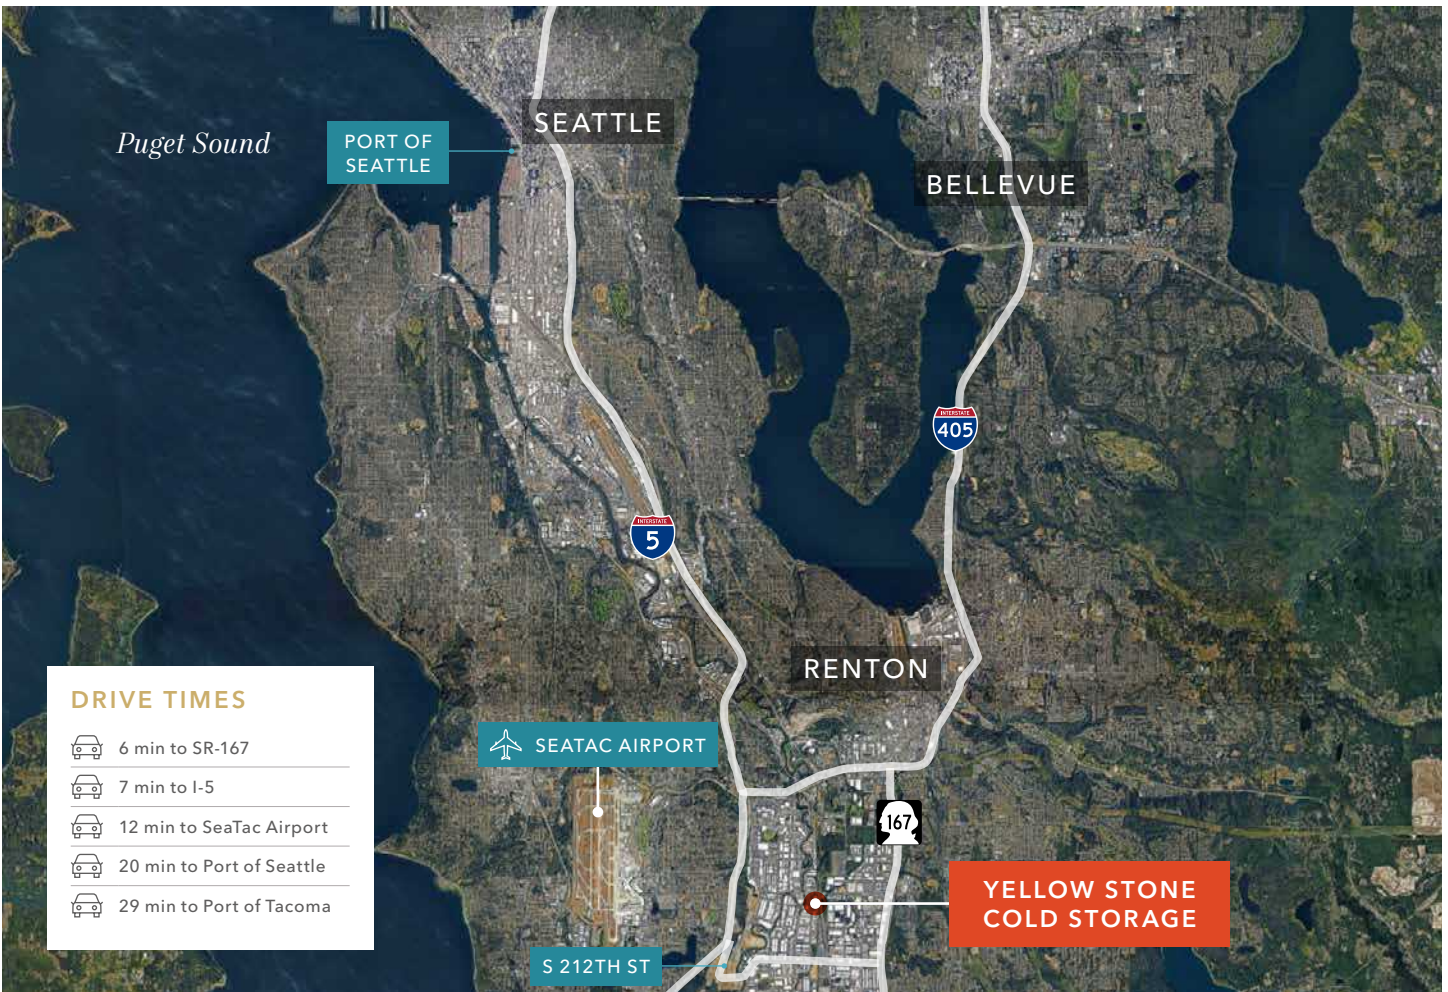 Puget Sound
PORT OF
SEATTLE
SEATTLE
BELLEVUE
INTERSTATE
405
INTERSTATE
5
RENTON
DRIVE TIMES
6 min to SR-167
7 min to I-5
12 min to SeaTac Airport
20 min to Port of Seattle
29 min to Port of Tacoma
SEATAC AIRPORT
167
YELLOW STONE
COLD STORAGE
S 212TH ST